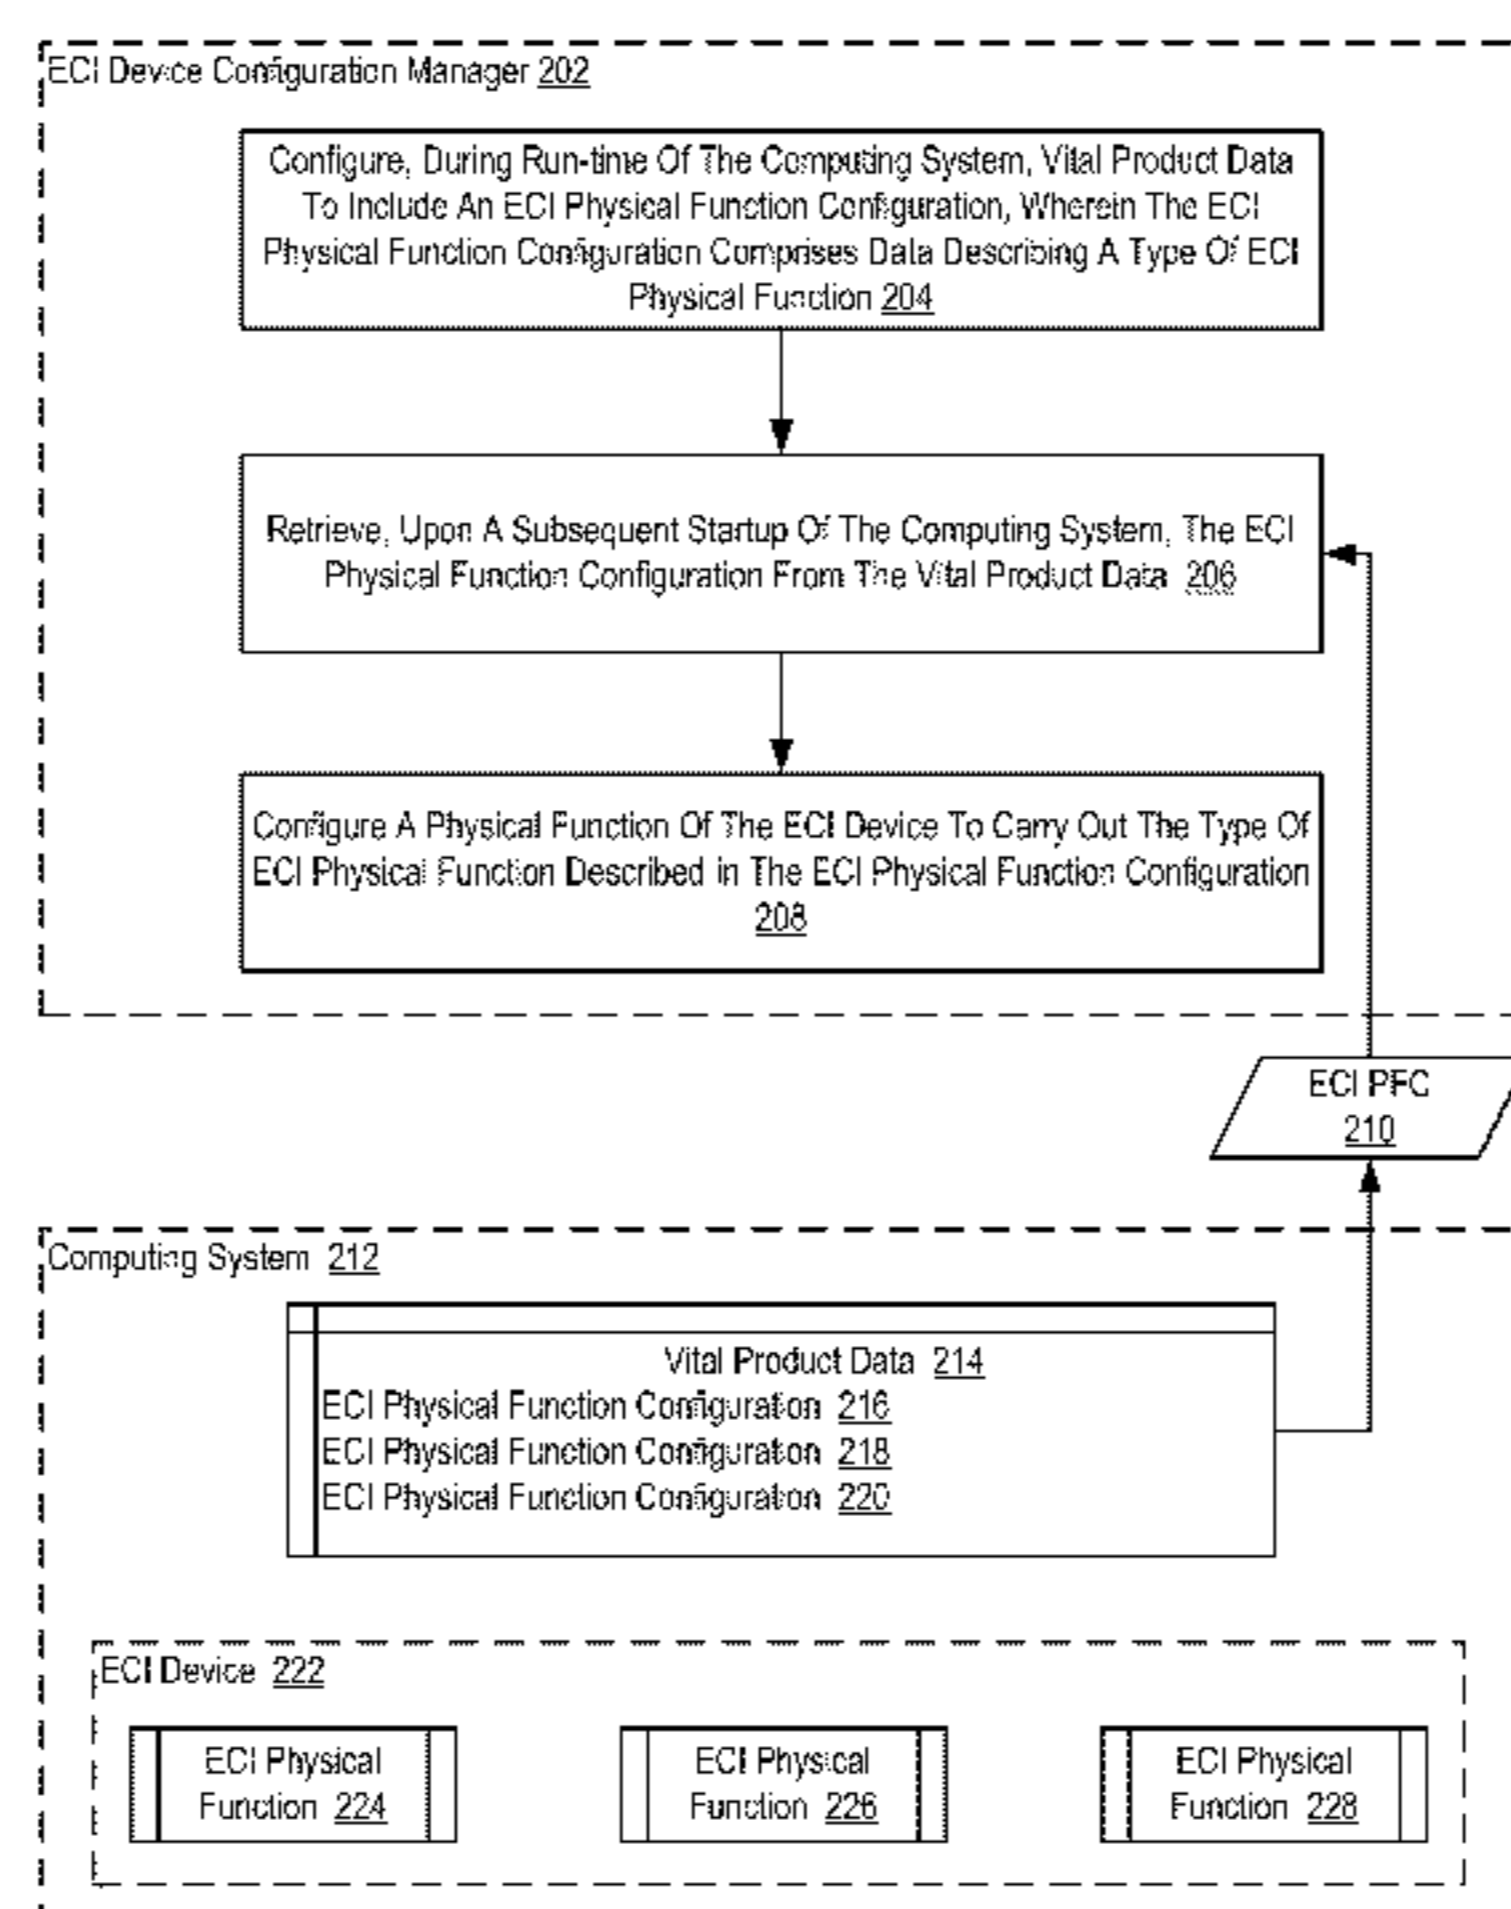 ECI Device Configuration Manager 202
Configure, During Run-time Of The Computing System, Vital Product Data
To Include An ECI Physical Function Configuration, Wherein The ECI
Physical Function Configuration Comprises Data Describing A Type Of ECI
Physical Function 204
Retrieve, Upon A Subsequent Startup Of The Computing System, The ECI
Physical Function Configuration From The Vital Product Data 206
Configure A Physical Function Of The ECI Device To Carry Out The Type Of
ECI Physical Function Described in The ECI Physical Function Configuration
208
ECI PFC
210
Computing System 212
Vital Product Data 214
ECI Physical Function Configuration 216
ECI Physical Function Configuration 218
ECI Physical Function Configuration 220
ECI Device 222
ECI Physical
Function 224
ECI Physical
Function 226
ECI Physical
Function 228